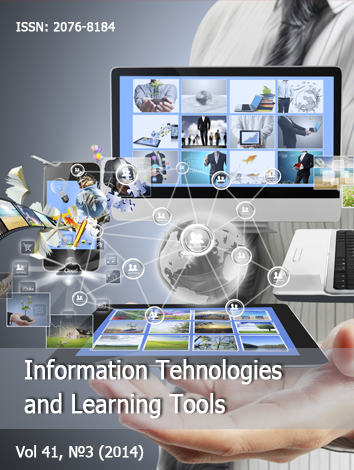 ISSN: 2076-8184
Information Tehnologies
and Learning Tools
Vol 41, №3 (2014)